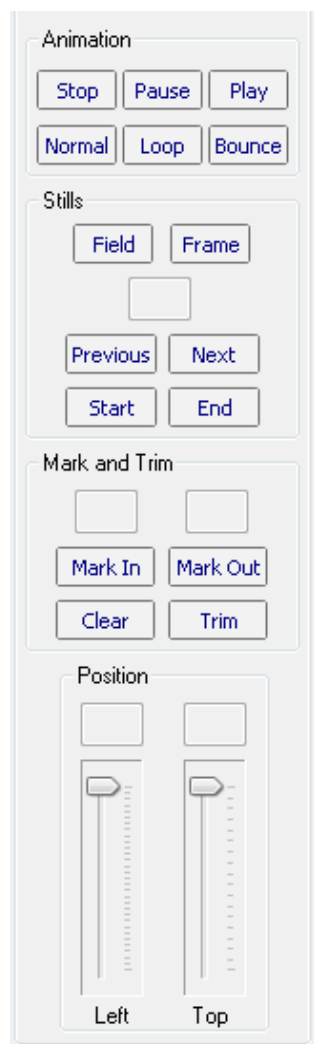 Animation
Stop Pause Play
Normal Loop Bounce
Stills
Field Frame
Previous Next
Start End
Mark and Trim
Mark In Mark Out
Clear Trim
Position
Left Top